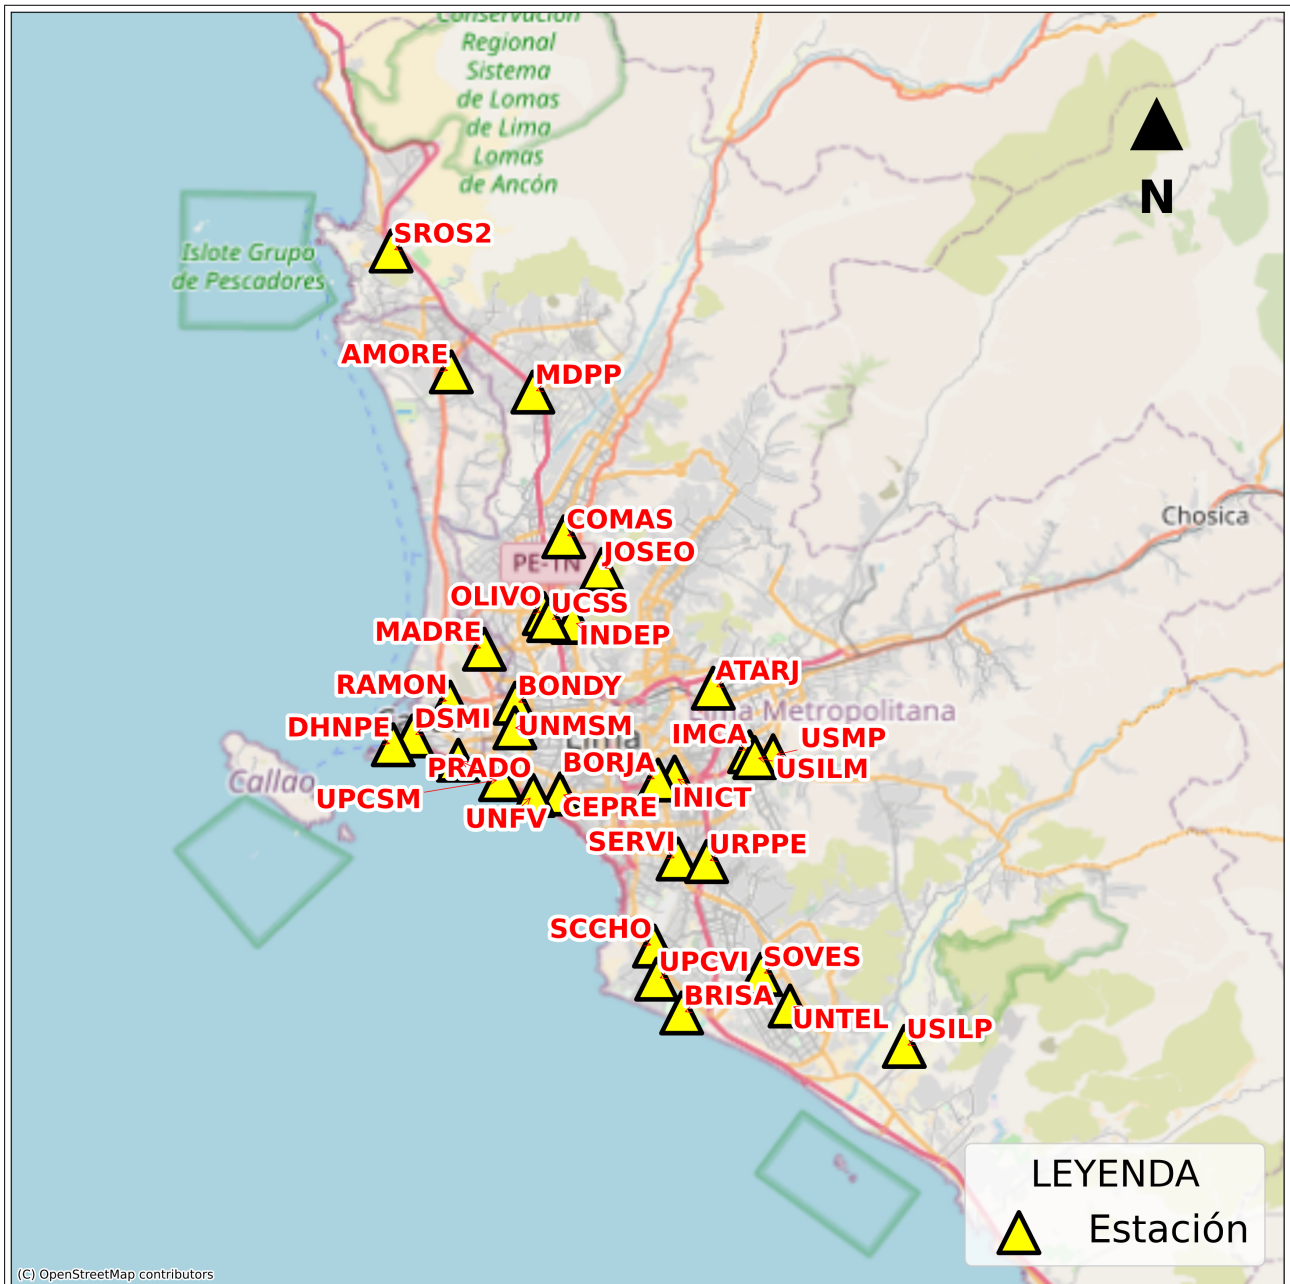 Conservación
Regional
Sistema
de Lomas
de Lima
Lomas
de Ancón
N
SROS2
Islote Grupo
de Pescadores
AMORE
MDPP
COMAS
Chosica
JOSEO
PE-1N
OLIVO
UCSS
MADRE
INDEP
ATARJ
RAMON
BONDY
Lima Metropolitana
DSMI
DHNPE
UNMSM
Lima
IMCA
USMP
BORJA
PRADO
USILM
Callao
UPCSM
INICT
CEPRE
UNFV
SERVI
URPPE
SCCHO
UPCVI
SOVES
BRISA
UNTEL
USILP
LEYENDA
Estación
(C) OpenStreetMap contributors